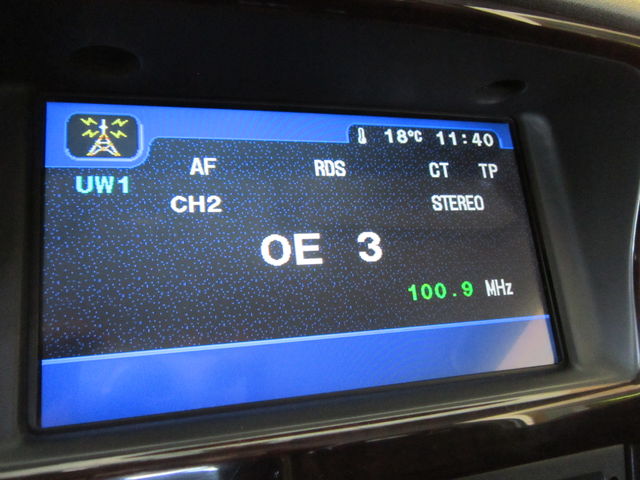 18°C 11:40
AF RDS CT TP
UW1
CH2 STEREO
OE 3
100.9 MHz